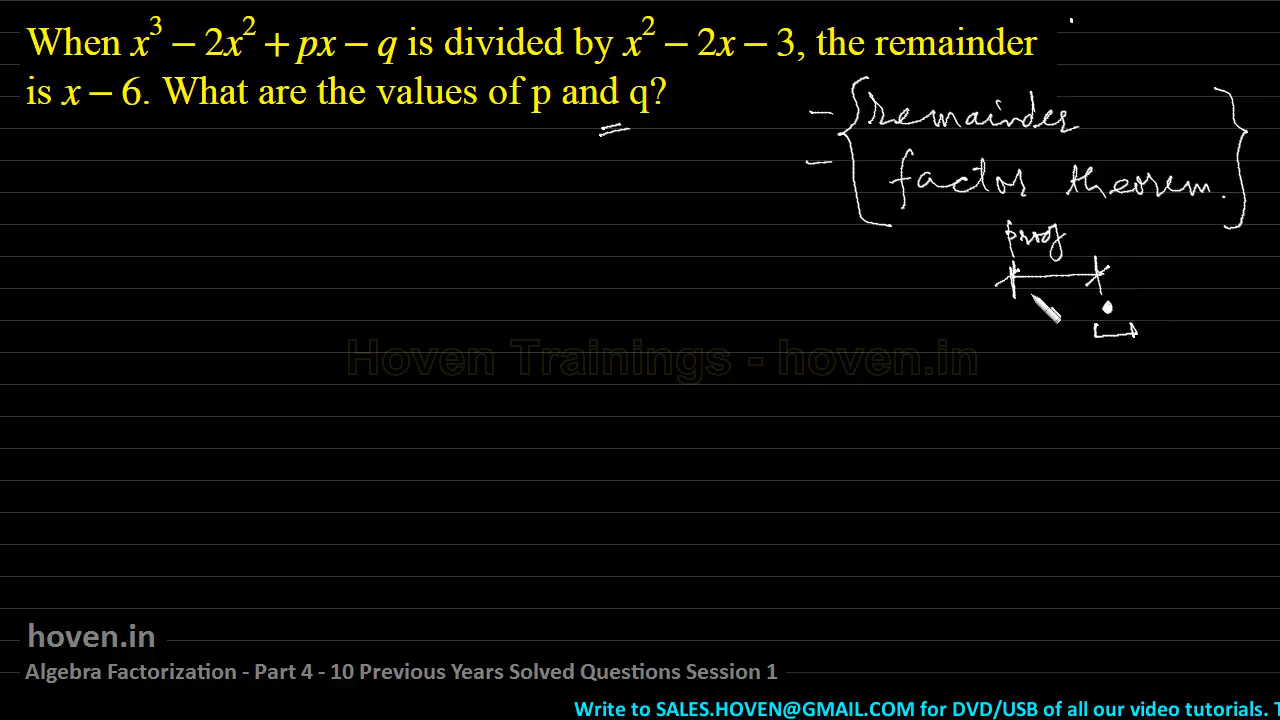 When x³ − 2x² + px − q is divided by x² − 2x − 3, the remainder
is x − 6. What are the values of p and q?
remainder
factor theorem.
proof
Hoven Trainings - hoven.in
hoven.in
Algebra Factorization - Part 4 - 10 Previous Years Solved Questions Session 1
Write to SALES.HOVEN@GMAIL.COM for DVD/USB of all our video tutorials.